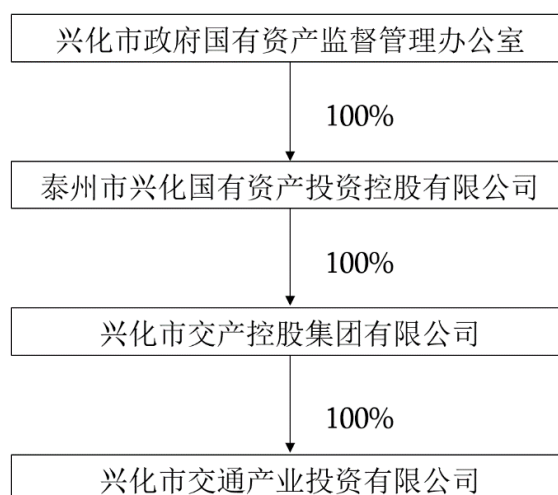 兴化市政府国有资产监督管理办公室
100%
泰州市兴化国有资产投资控股有限公司
100%
兴化市交产控股集团有限公司
100%
兴化市交通产业投资有限公司